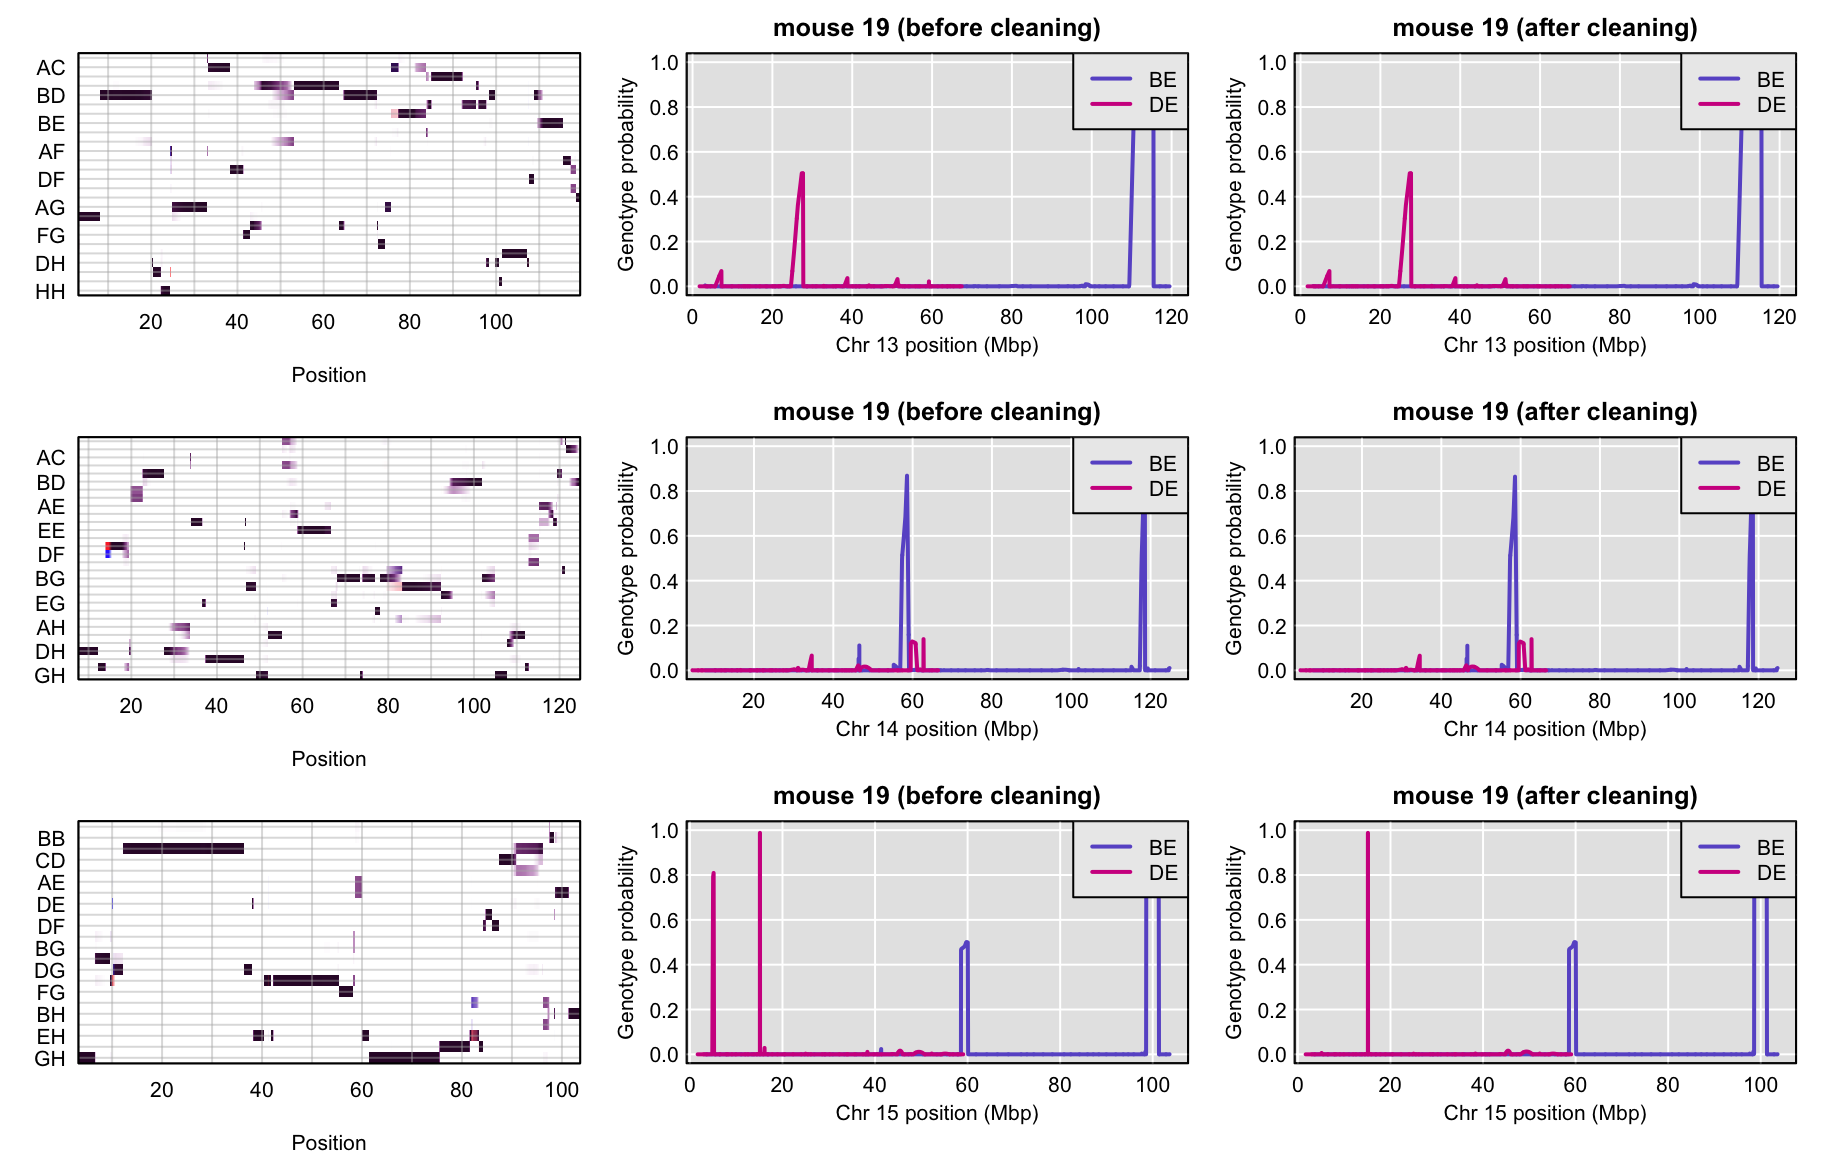 AC
BD
BE
AF
DF
AG
FG
DH
HH
20 40 60 80 100
Position
mouse 19 (before cleaning)
1.0
0.8
0.6
0.4
0.2
0.0
Genotype probability
BE
DE
0 20 40 60 80 100 120
Chr 13 position (Mbp)
mouse 19 (after cleaning)
1.0
0.8
0.6
0.4
0.2
0.0
Genotype probability
BE
DE
0 20 40 60 80 100 120
Chr 13 position (Mbp)
AC
BD
AE
EE
DF
BG
EG
AH
DH
GH
20 40 60 80 100 120
Position
mouse 19 (before cleaning)
1.0
0.8
0.6
0.4
0.2
0.0
Genotype probability
BE
DE
20 40 60 80 100 120
Chr 14 position (Mbp)
mouse 19 (after cleaning)
1.0
0.8
0.6
0.4
0.2
0.0
Genotype probability
BE
DE
20 40 60 80 100 120
Chr 14 position (Mbp)
BB
CD
AE
DE
DF
BG
DG
FG
BH
EH
GH
20 40 60 80 100
Position
mouse 19 (before cleaning)
1.0
0.8
0.6
0.4
0.2
0.0
Genotype probability
BE
DE
0 20 40 60 80 100
Chr 15 position (Mbp)
mouse 19 (after cleaning)
1.0
0.8
0.6
0.4
0.2
0.0
Genotype probability
BE
DE
0 20 40 60 80 100
Chr 15 position (Mbp)